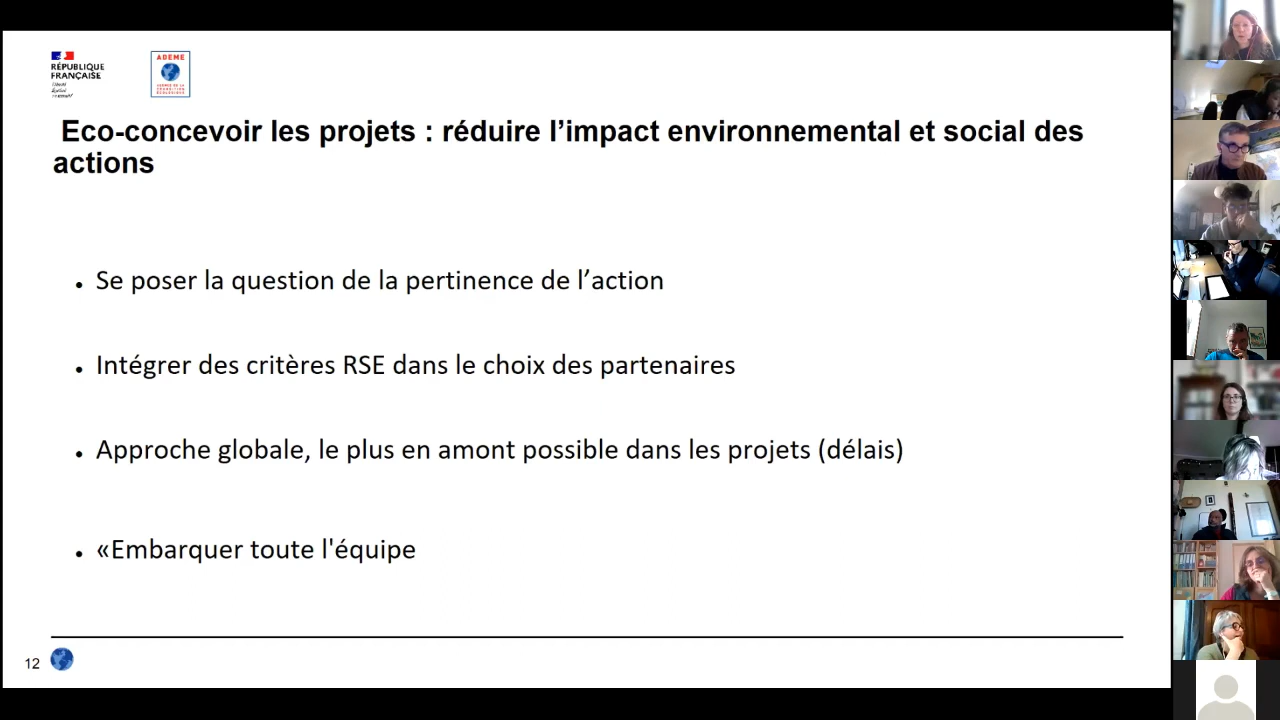 RÉPUBLIQUE
FRANÇAISE
Liberté
Égalité
Fraternité
ADEME
AGENCE DE LA
TRANSITION
ÉCOLOGIQUE
Eco-concevoir les projets : réduire l’impact environnemental et social des
actions
• Se poser la question de la pertinence de l’action
• Intégrer des critères RSE dans le choix des partenaires
• Approche globale, le plus en amont possible dans les projets (délais)
• «Embarquer toute l'équipe
12